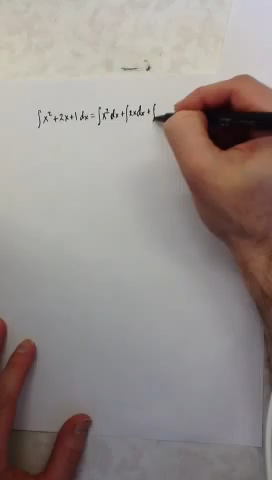 ∫x²+2x+1 dx = ∫x² dx + ∫2x dx + ∫